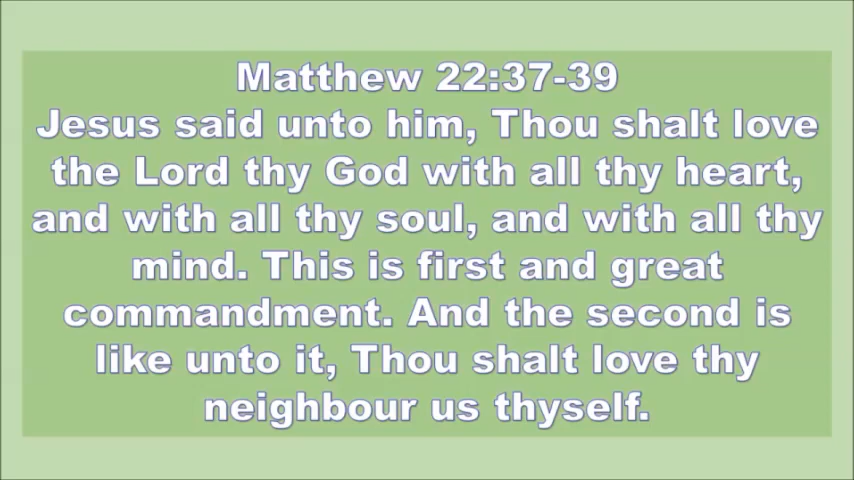 Matthew 22:37-39
Jesus said unto him, Thou shalt love
the Lord thy God with all thy heart,
and with all thy soul, and with all thy
mind. This is first and great
commandment. And the second is
like unto it, Thou shalt love thy
neighbour us thyself.